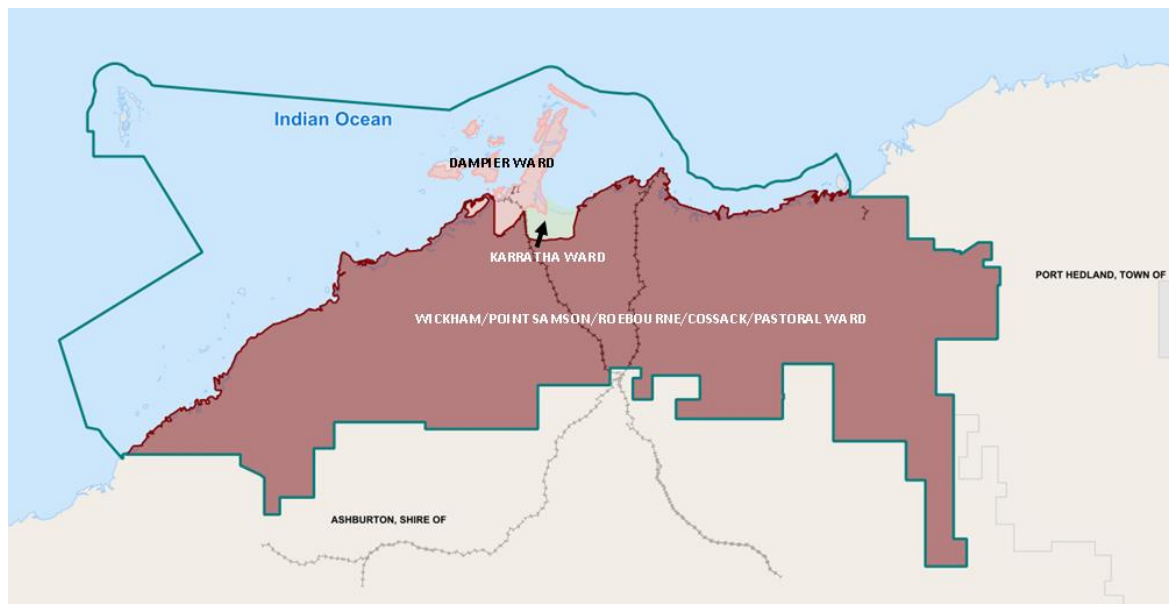 Indian Ocean
DAMPIER WARD
KARRATHA WARD
PORT HEDLAND, TOWN OF
WICKHAM/POINT SAMSON/ROEBOURNE/COSSACK/PASTORAL WARD
ASHBURTON, SHIRE OF